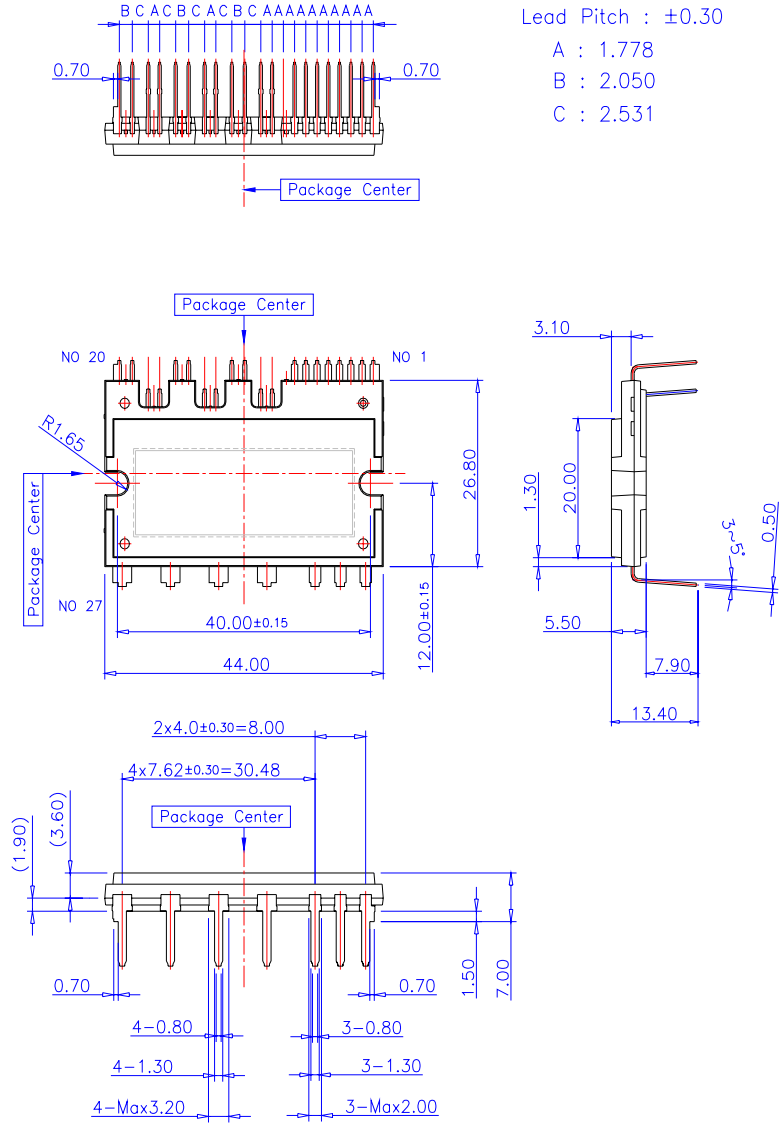 B C A C B C A C B C A A A A A A A A A A
Lead Pitch : ±0.30
A : 1.778
B : 2.050
C : 2.531
0.70
0.70
Package Center
Package Center
NO 20
NO 1
R1.65
Package Center
26.80
12.00±0.15
NO 27
40.00±0.15
44.00
3.10
1.30
20.00
3~5°
0.50
5.50
7.90
13.40
2x4.0±0.30=8.00
4x7.62±0.30=30.48
Package Center
(1.90)
(3.60)
0.70
0.70
1.50
7.00
4-0.80
3-0.80
4-1.30
3-1.30
4-Max3.20
3-Max2.00